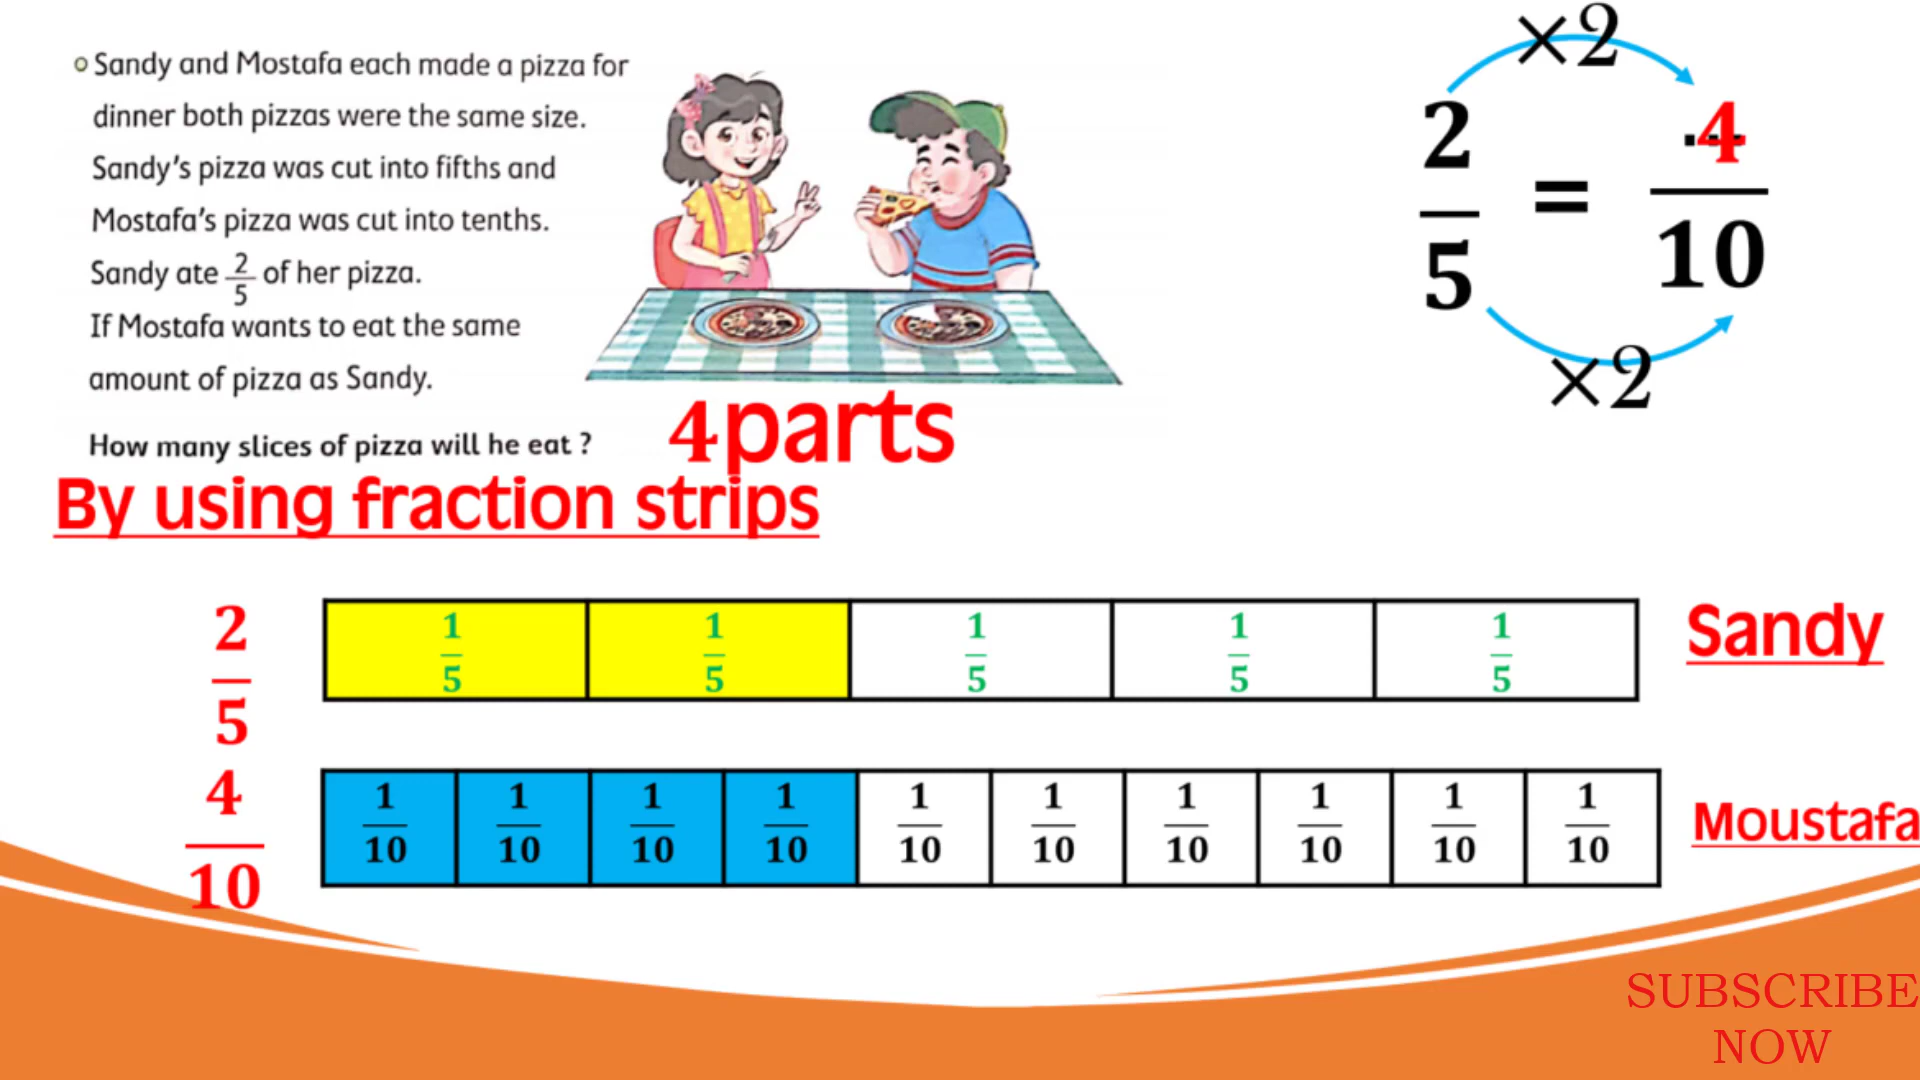 Sandy and Mostafa each made a pizza for
dinner both pizzas were the same size.
Sandy's pizza was cut into fifths and
Mostafa's pizza was cut into tenths.
Sandy ate 2/5 of her pizza.
If Mostafa wants to eat the same
amount of pizza as Sandy.
How many slices of pizza will he eat ?
4parts
×2
2/5 = 4/10
×2
By using fraction strips
2/5 1/5 1/5 1/5 1/5 1/5 Sandy
4/10 1/10 1/10 1/10 1/10 1/10 1/10 1/10 1/10 1/10 1/10 Moustafa
SUBSCRIBE
NOW